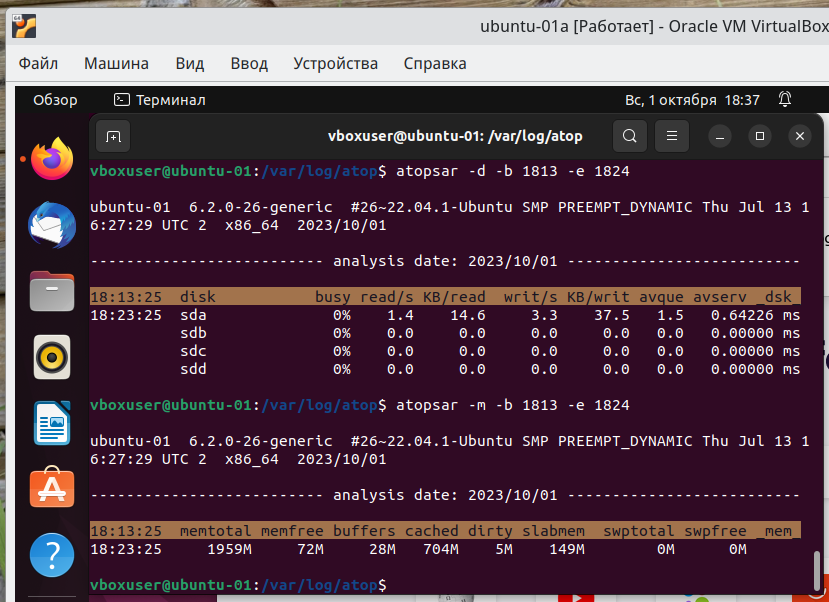 ubuntu-01a [Работает] - Oracle VM VirtualBox
Файл Машина Вид Ввод Устройства Справка
Обзор Терминал Вс, 1 октября 18:37
vboxuser@ubuntu-01: /var/log/atop
vboxuser@ubuntu-01:/var/log/atop$ atopsar -d -b 1813 -e 1824
ubuntu-01 6.2.0-26-generic #26~22.04.1-Ubuntu SMP PREEMPT_DYNAMIC Thu Jul 13 1
6:27:29 UTC 2 x86_64 2023/10/01
-------------------------- analysis date: 2023/10/01 --------------------------
18:13:25 disk busy read/s KB/read writ/s KB/writ avque avserv _dsk_
18:23:25 sda 0% 1.4 14.6 3.3 37.5 1.5 0.64226 ms
sdb 0% 0.0 0.0 0.0 0.0 0.0 0.00000 ms
sdc 0% 0.0 0.0 0.0 0.0 0.0 0.00000 ms
sdd 0% 0.0 0.0 0.0 0.0 0.0 0.00000 ms
vboxuser@ubuntu-01:/var/log/atop$ atopsar -m -b 1813 -e 1824
ubuntu-01 6.2.0-26-generic #26~22.04.1-Ubuntu SMP PREEMPT_DYNAMIC Thu Jul 13 1
6:27:29 UTC 2 x86_64 2023/10/01
-------------------------- analysis date: 2023/10/01 --------------------------
18:13:25 memtotal memfree buffers cached dirty slabmem swptotal swpfree _mem_
18:23:25 1959M 72M 28M 704M 5M 149M 0M 0M
vboxuser@ubuntu-01:/var/log/atop$